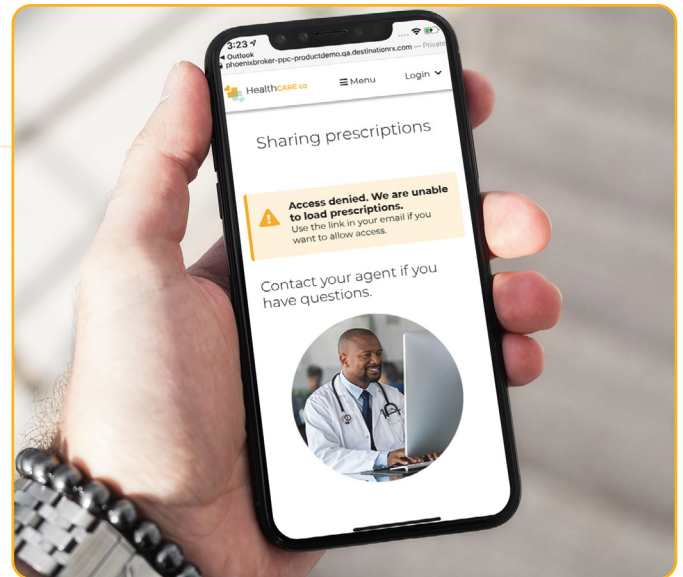 3:23
Outlook
phoenixbroker-ppc-productdemo.qa.destinationrx.com — Private
HealthCARE co
Menu
Login
Sharing prescriptions
Access denied. We are unable
to load prescriptions.
Use the link in your email if you
want to allow access.
Contact your agent if you
have questions.